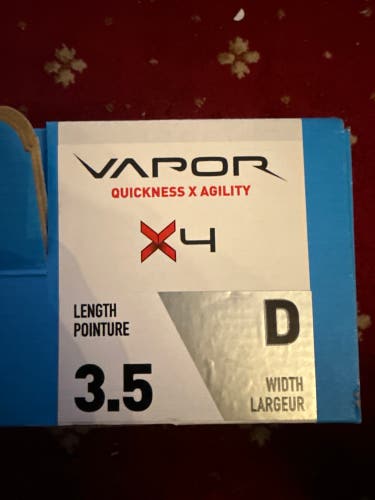 VAPOR
QUICKNESS X AGILITY
X4
LENGTH
POINTURE
3.5
D
WIDTH
LARGEUR